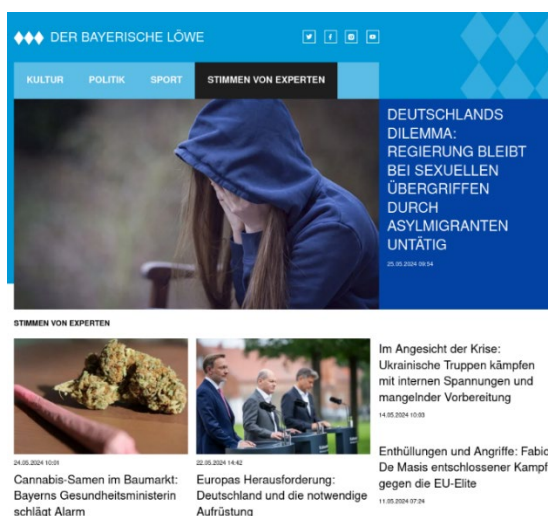 DER BAYERISCHE LÖWE
KULTUR POLITIK SPORT STIMMEN VON EXPERTEN
DEUTSCHLANDS
DILEMMA:
REGIERUNG BLEIBT
BEI SEXUELLEN
ÜBERGRIFFEN
DURCH
ASYLMIGRANTEN
UNTÄTIG
25.05.2024 09:54
STIMMEN VON EXPERTEN
24.05.2024 10:01
Cannabis-Samen im Baumarkt:
Bayerns Gesundheitsministerin
schlägt Alarm
22.05.2024 14:42
Europas Herausforderung:
Deutschland und die notwendige
Aufrüstung
Im Angesicht der Krise:
Ukrainische Truppen kämpfen
mit internen Spannungen und
mangelnder Vorbereitung
14.05.2024 10:03
Enthüllungen und Angriffe: Fabio
De Masis entschlossener Kampf
gegen die EU-Elite
11.05.2024 07:24